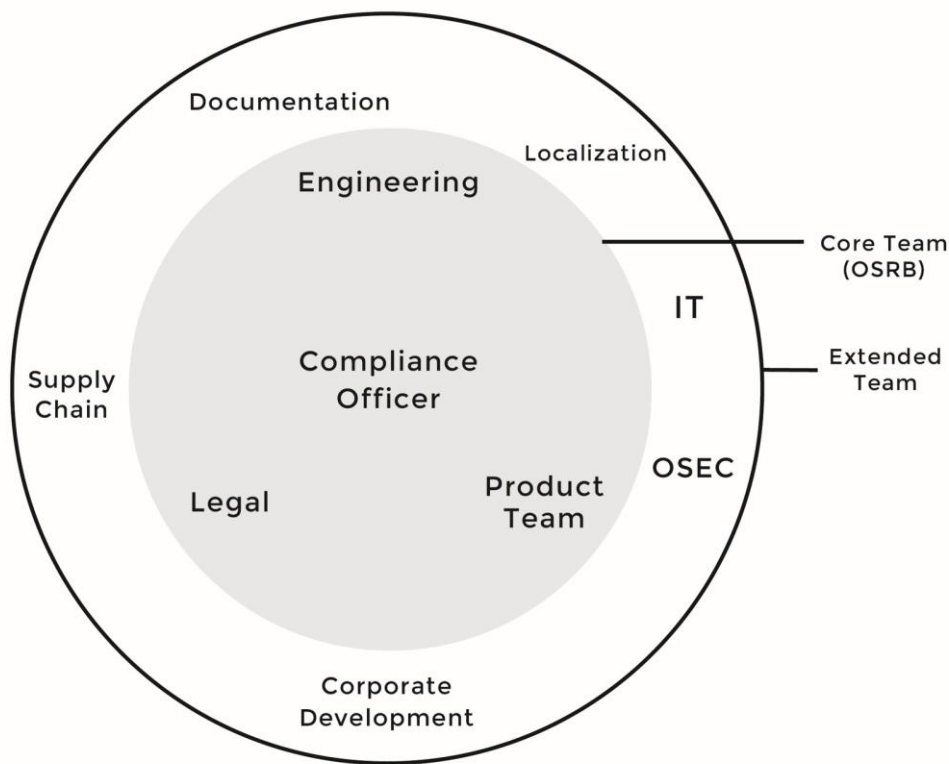 Documentation
Localization
Engineering
Core Team
(OSRB)
IT
Compliance
Officer
Extended
Team
Supply
Chain
OSEC
Legal
Product
Team
Corporate
Development